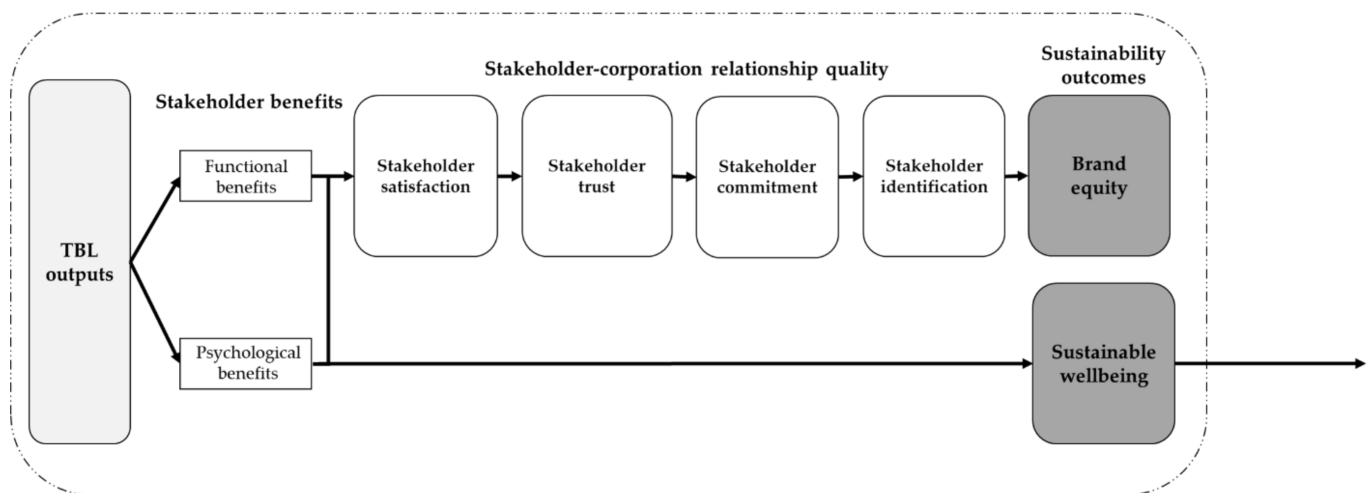 Sustainability
outcomes
Stakeholder-corporation relationship quality
Stakeholder benefits
TBL
outputs
Functional
benefits
Psychological
benefits
Stakeholder
satisfaction
Stakeholder
trust
Stakeholder
commitment
Stakeholder
identification
Brand
equity
Sustainable
wellbeing